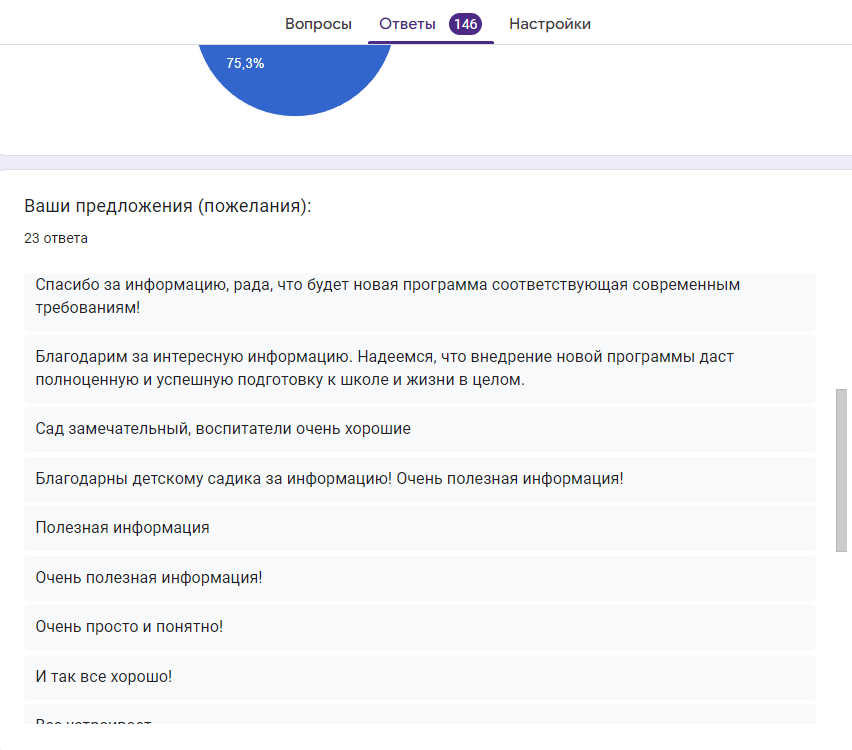 Вопросы Ответы 146 Настройки
75,3%
Ваши предложения (пожелания):
23 ответа
Спасибо за информацию, рада, что будет новая программа соответствующая современным
требованиям!
Благодарим за интересную информацию. Надеемся, что внедрение новой программы даст
полноценную и успешную подготовку к школе и жизни в целом.
Сад замечательный, воспитатели очень хорошие
Благодарны детскому садика за информацию! Очень полезная информация!
Полезная информация
Очень полезная информация!
Очень просто и понятно!
И так все хорошо!